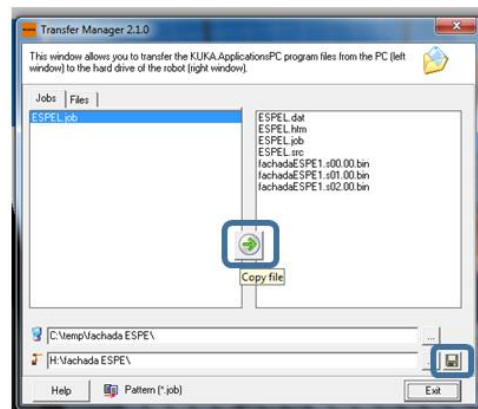 Transfer Manager 2.1.0
This window allows you to transfer the KUKA.ApplicationsPC program files from the PC (left
window) to the hard drive of the robot (right window).
Jobs
Files
ESPEL.job
ESPEL.dat
ESPEL.htm
ESPEL.job
ESPEL.src
fachadaESPE1.s00.00.bin
fachadaESPE1.s01.00.bin
fachadaESPE1.s02.00.bin
Copy file
C:\temp\fachada ESPE\
...
H:\fachada ESPE\
Help
Pattern (*.job)
Exit